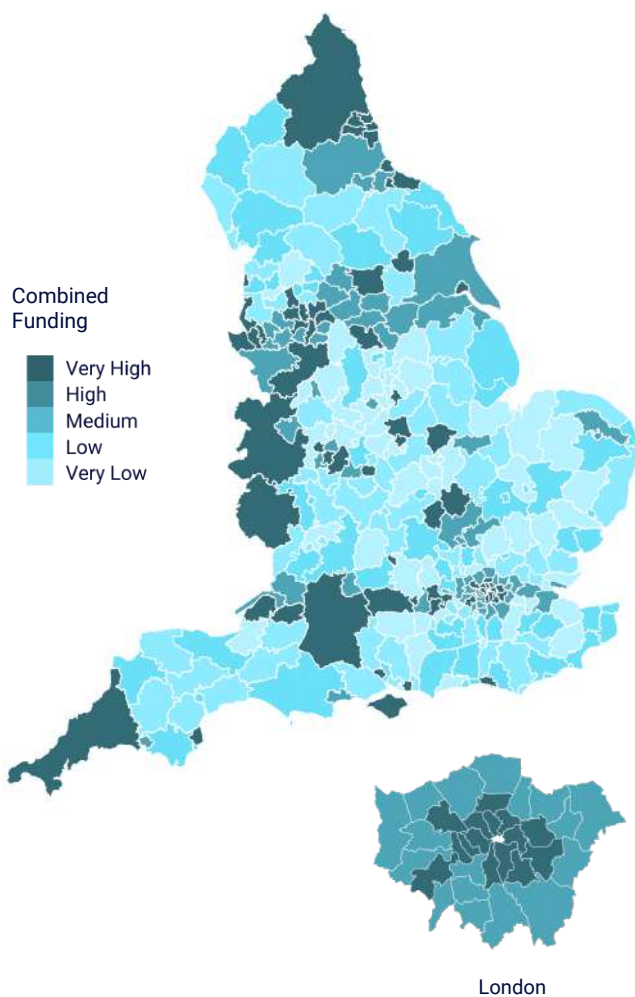 Combined
Funding
Very High
High
Medium
Low
Very Low
London